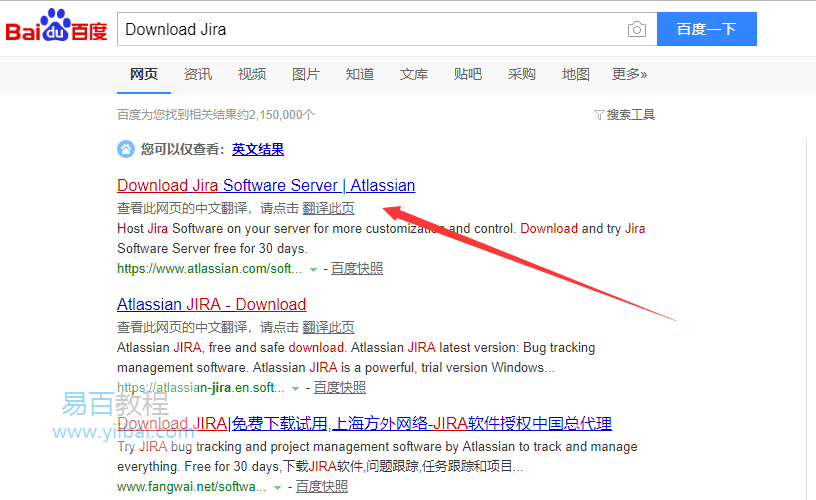 Bai du 百度 Download Jira 百度一下
网页 资讯 视频 图片 知道 文库 贴吧 采购 地图 更多»
百度为您找到相关结果约2,150,000个 搜索工具
您可以仅查看：英文结果
Download Jira Software Server | Atlassian
查看此网页的中文翻译，请点击 翻译此页
Host Jira Software on your server for more customization and control. Download and try Jira
Software Server free for 30 days.
https://www.atlassian.com/soft... - 百度快照
Atlassian JIRA - Download
查看此网页的中文翻译，请点击 翻译此页
Atlassian JIRA, free and safe download. Atlassian JIRA latest version: Bug tracking
management software. Atlassian JIRA is a powerful, trial version Windows...
https://atlassian-jira.en.soft... - 百度快照
易百教程
Download JIRA|免费下载试用,上海方外网络-JIRA软件授权中国总代理
www.yiibai.com
Try JIRA bug tracking and project management software by Atlassian to track and manage
everything. Free for 30 days,下载JIRA软件,问题跟踪,任务跟踪和项目...
www.fangwai.net/softwa... - 百度快照